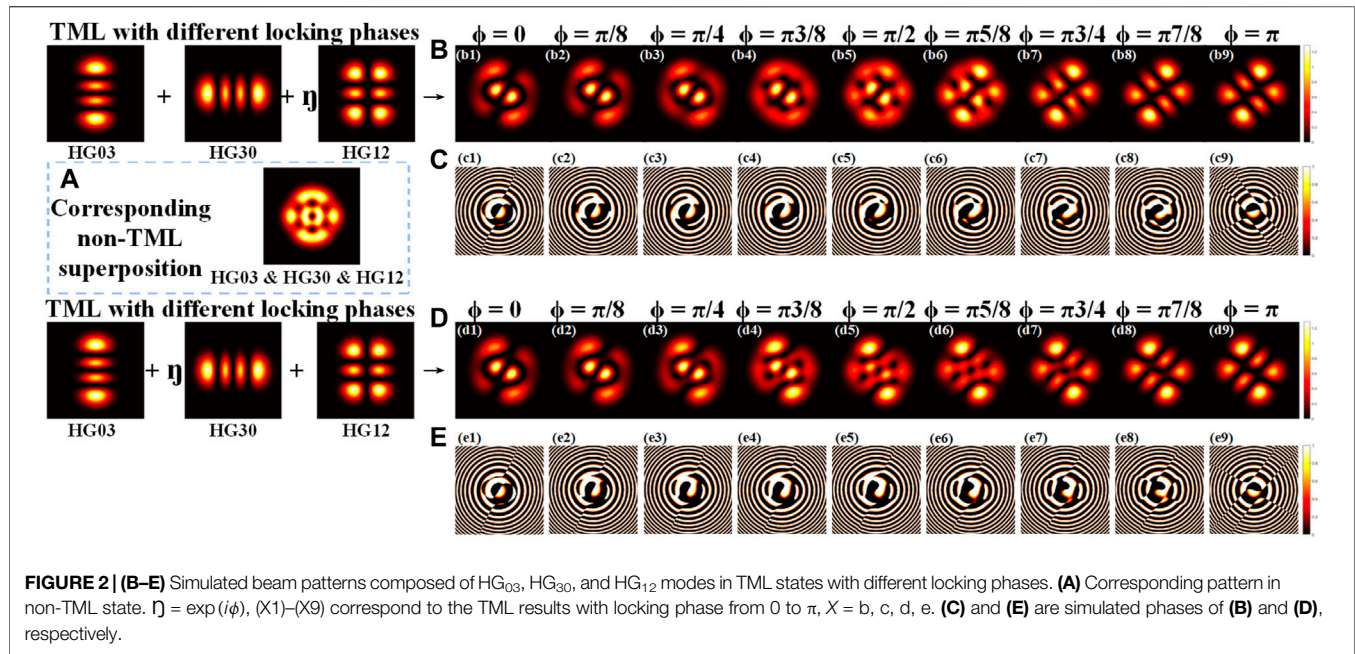 TML with different locking phases
HG03 + HG30 + ŋ HG12 →
B ϕ = 0 ϕ = π/8 ϕ = π/4 ϕ = π3/8 ϕ = π/2 ϕ = π5/8 ϕ = π3/4 ϕ = π7/8 ϕ = π
(b1) (b2) (b3) (b4) (b5) (b6) (b7) (b8) (b9)
C
(c1) (c2) (c3) (c4) (c5) (c6) (c7) (c8) (c9)
A
Corresponding
non-TML
superposition
HG03 & HG30 & HG12
TML with different locking phases
HG03 + ŋ HG30 + HG12 →
D ϕ = 0 ϕ = π/8 ϕ = π/4 ϕ = π3/8 ϕ = π/2 ϕ = π5/8 ϕ = π3/4 ϕ = π7/8 ϕ = π
(d1) (d2) (d3) (d4) (d5) (d6) (d7) (d8) (d9)
E
(e1) (e2) (e3) (e4) (e5) (e6) (e7) (e8) (e9)
FIGURE 2 | (B–E) Simulated beam patterns composed of HG₀₃, HG₃₀, and HG₁₂ modes in TML states with different locking phases. (A) Corresponding pattern in
non-TML state. ŋ = exp (iϕ), (X1)–(X9) correspond to the TML results with locking phase from 0 to π, X = b, c, d, e. (C) and (E) are simulated phases of (B) and (D),
respectively.